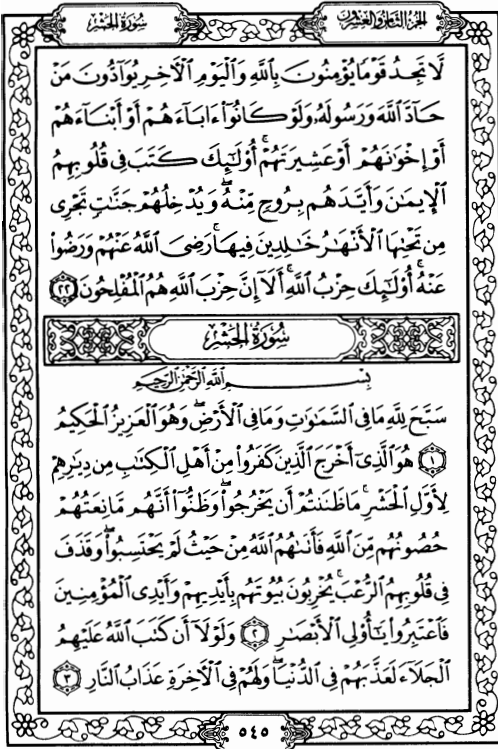 سُورَةُ الحَشْرِ
الجزء الثامن والعشرون
لَّا تَجِدُ قَوْمًا يُؤْمِنُونَ بِٱللَّهِ وَٱلْيَوْمِ ٱلْأَخِرِ يُوَآدُّونَ مَنْ
حَآدَّ ٱللَّهَ وَرَسُولَهُۥ وَلَوْ كَانُوٓا۟ ءَابَآءَهُمْ أَوْ أَبْنَآءَهُمْ
أَوْ إِخْوَٰنَهُمْ أَوْ عَشِيرَتَهُمْ ۚ أُو۟لَٰٓئِكَ كَتَبَ فِى قُلُوبِهِمُ
ٱلْإِيمَٰنَ وَأَيَّدَهُم بِرُوحٍ مِّنْهُ ۖ وَيُدْخِلُهُمْ جَنَّٰتٍ تَجْرِى
مِن تَحْتِهَا ٱلْأَنْهَٰرُ خَٰلِدِينَ فِيهَا ۚ رَضِىَ ٱللَّهُ عَنْهُمْ وَرَضُوا۟
عَنْهُ ۚ أُو۟لَٰٓئِكَ حِزْبُ ٱللَّهِ ۚ أَلَآ إِنَّ حِزْبَ ٱللَّهِ هُمُ ٱلْمُفْلِحُونَ ٢٢
سُورَةُ الحَشْرِ
بِسْمِ ٱللَّهِ ٱلرَّحْمَٰنِ ٱلرَّحِيمِ
سَبَّحَ لِلَّهِ مَا فِى ٱلسَّمَٰوَٰتِ وَمَا فِى ٱلْأَرْضِ ۖ وَهُوَ ٱلْعَزِيزُ ٱلْحَكِيمُ
١ هُوَ ٱلَّذِىٓ أَخْرَجَ ٱلَّذِينَ كَفَرُوا۟ مِنْ أَهْلِ ٱلْكِتَٰبِ مِن دِيَٰرِهِمْ
لِأَوَّلِ ٱلْحَشْرِ ۚ مَا ظَنَنتُمْ أَن يَخْرُجُوا۟ ۖ وَظَنُّوٓا۟ أَنَّهُم مَّانِعَتُهُمْ
حُصُونُهُم مِّنَ ٱللَّهِ فَأَتَىٰهُمُ ٱللَّهُ مِنْ حَيْثُ لَمْ يَحْتَسِبُوا۟ ۖ وَقَذَفَ
فِى قُلُوبِهِمُ ٱلرُّعْبَ ۚ يُخْرِبُونَ بُيُوتَهُم بِأَيْدِيهِمْ وَأَيْدِى ٱلْمُؤْمِنِينَ
فَٱعْتَبِرُوا۟ يَٰٓأُو۟لِى ٱلْأَبْصَٰرِ ٢ وَلَوْلَآ أَن كَتَبَ ٱللَّهُ عَلَيْهِمُ
ٱلْجَلَآءَ لَعَذَّبَهُمْ فِى ٱلدُّنْيَا ۖ وَلَهُمْ فِى ٱلْأَخِرَةِ عَذَابُ ٱلنَّارِ ٣
٥٤٥